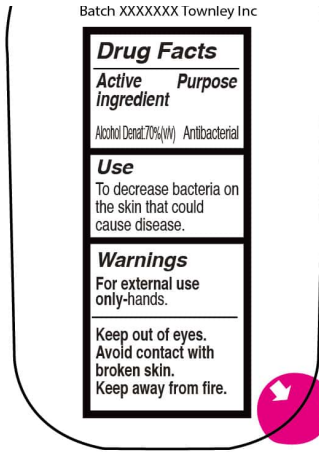 Batch XXXXXXX Townley Inc
Drug Facts
Active Purpose
ingredient
Alcohol Denat.70%(v/v) Antibacterial
Use
To decrease bacteria on
the skin that could
cause disease.
Warnings
For external use
only-hands.
Keep out of eyes.
Avoid contact with
broken skin.
Keep away from fire.